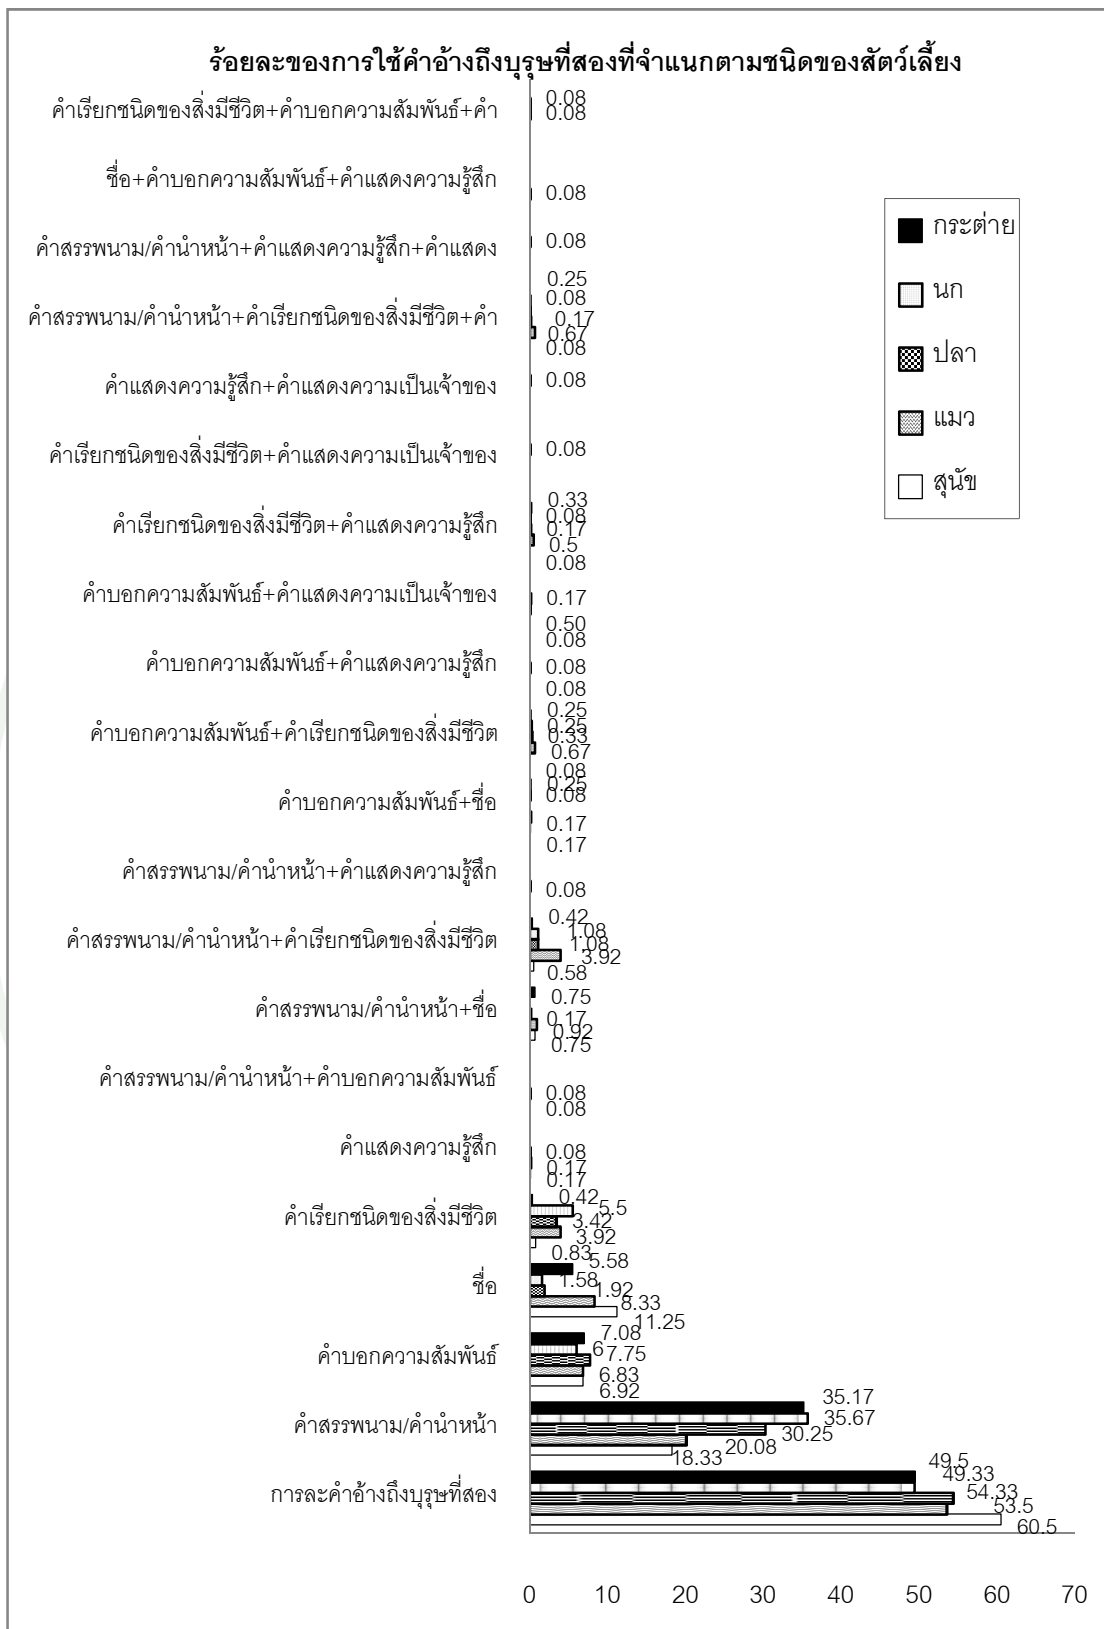 ร้อยละของการใช้คำอ้างถึงบุรุษที่สองที่จำแนกตามชนิดของสัตว์เลี้ยง
คำเรียกชนิดของสิ่งมีชีวิต+คำบอกความสัมพันธ์+คำ
0.08
0.08
ชื่อ+คำบอกความสัมพันธ์+คำแสดงความรู้สึก
0.08
คำสรรพนาม/คำนำหน้า+คำแสดงความรู้สึก+คำแสดง
0.08
คำสรรพนาม/คำนำหน้า+คำเรียกชนิดของสิ่งมีชีวิต+คำ
0.25
0.08
0.17
0.67
0.08
คำแสดงความรู้สึก+คำแสดงความเป็นเจ้าของ
0.08
คำเรียกชนิดของสิ่งมีชีวิต+คำแสดงความเป็นเจ้าของ
0.08
คำเรียกชนิดของสิ่งมีชีวิต+คำแสดงความรู้สึก
0.33
0.08
0.17
0.5
0.08
คำบอกความสัมพันธ์+คำแสดงความเป็นเจ้าของ
0.17
0.50
0.08
คำบอกความสัมพันธ์+คำแสดงความรู้สึก
0.08
0.08
คำบอกความสัมพันธ์+คำเรียกชนิดของสิ่งมีชีวิต
0.25
0.25
0.33
0.67
0.08
คำบอกความสัมพันธ์+ชื่อ
0.25
0.08
0.17
0.17
คำสรรพนาม/คำนำหน้า+คำแสดงความรู้สึก
0.08
คำสรรพนาม/คำนำหน้า+คำเรียกชนิดของสิ่งมีชีวิต
0.42
1.08
1.08
3.92
0.58
คำสรรพนาม/คำนำหน้า+ชื่อ
0.75
0.17
0.92
0.75
คำสรรพนาม/คำนำหน้า+คำบอกความสัมพันธ์
0.08
0.08
คำแสดงความรู้สึก
0.08
0.17
0.17
คำเรียกชนิดของสิ่งมีชีวิต
0.42
5.5
3.42
3.92
0.83
ชื่อ
5.58
1.58
1.92
8.33
11.25
คำบอกความสัมพันธ์
7.08
6
7.75
6.83
6.92
คำสรรพนาม/คำนำหน้า
35.17
35.67
30.25
20.08
18.33
การละคำอ้างถึงบุรุษที่สอง
49.5
49.33
54.33
53.5
60.5
0 10 20 30 40 50 60 70
กระต่าย
นก
ปลา
แมว
สุนัข